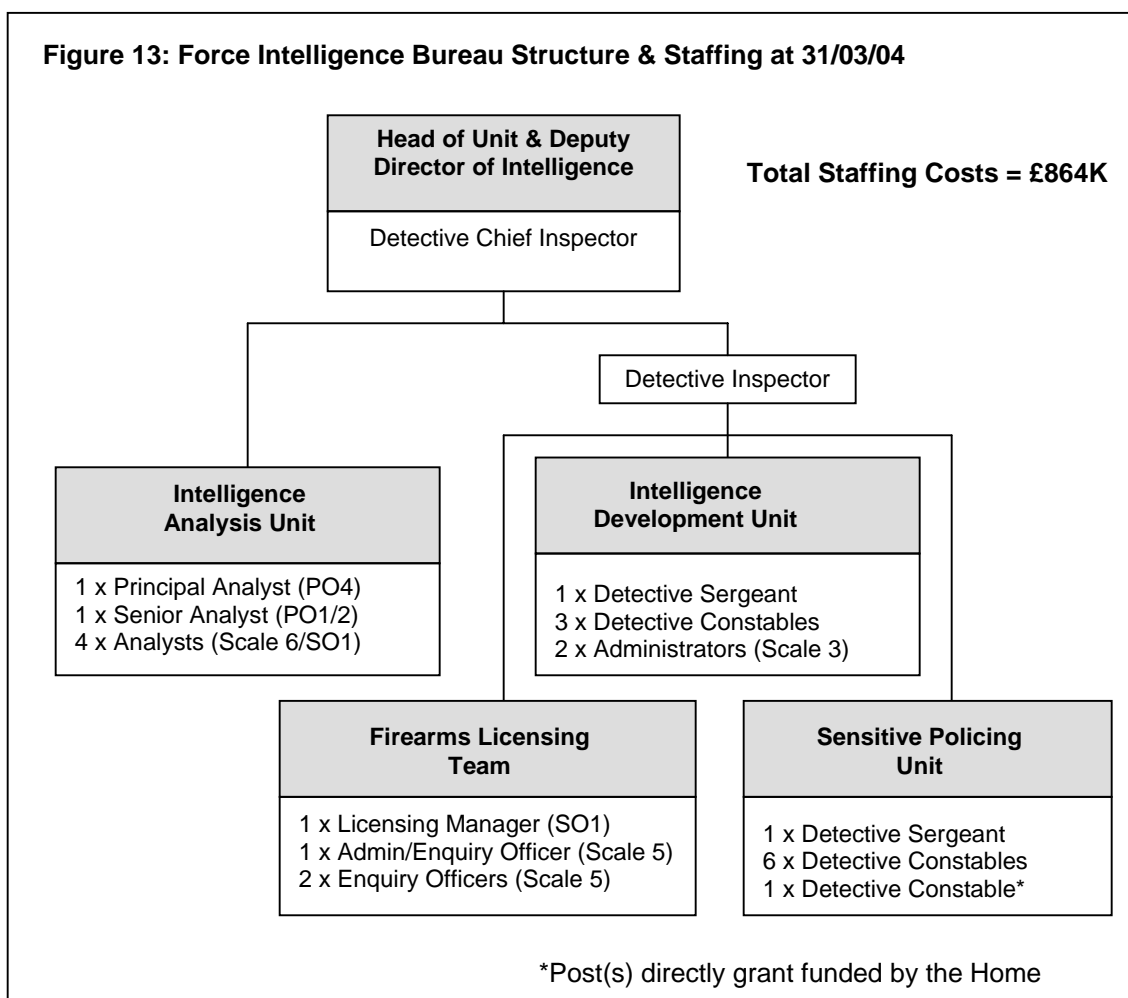 Figure 13: Force Intelligence Bureau Structure & Staffing at 31/03/04
Head of Unit & Deputy
Director of Intelligence
Total Staffing Costs = £864K
Detective Chief Inspector
Detective Inspector
Intelligence
Analysis Unit
1 x Principal Analyst (PO4)
1 x Senior Analyst (PO1/2)
4 x Analysts (Scale 6/SO1)
Intelligence
Development Unit
1 x Detective Sergeant
3 x Detective Constables
2 x Administrators (Scale 3)
Firearms Licensing
Team
1 x Licensing Manager (SO1)
1 x Admin/Enquiry Officer (Scale 5)
2 x Enquiry Officers (Scale 5)
Sensitive Policing
Unit
1 x Detective Sergeant
6 x Detective Constables
1 x Detective Constable*
*Post(s) directly grant funded by the Home